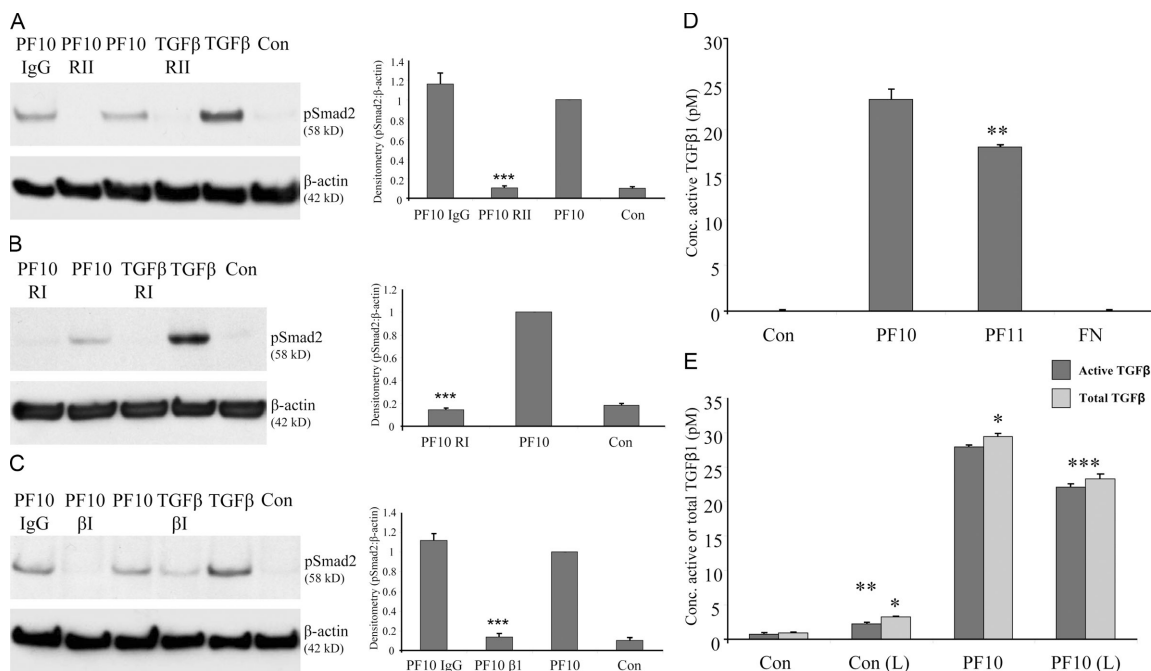 A
PF10 PF10 PF10 TGFβ TGFβ Con
IgG RII RII
pSmad2
(58 kD)
β-actin
(42 kD)
Densitometry (pSmad2:β-actin)
1.4
1.2
1
0.8
0.6
0.4
0.2
0
***
PF10 IgG PF10 RII PF10 Con
B
PF10 PF10 TGFβ TGFβ Con
RI RI
pSmad2
(58 kD)
β-actin
(42 kD)
Densitometry (pSmad2:β-actin)
1.2
1
0.8
0.6
0.4
0.2
0
***
PF10 RI PF10 Con
C
PF10 PF10 PF10 TGFβ TGFβ Con
IgG βI βI
pSmad2
(58 kD)
β-actin
(42 kD)
Densitometry (pSmad2:β-actin)
1.4
1.2
1
0.8
0.6
0.4
0.2
0
***
PF10 IgG PF10 β1 PF10 Con
D
Conc. active TGFβ1 (pM)
30
25
20
15
10
5
0
**
Con PF10 PF11 FN
E
Active TGFβ
Total TGFβ
Conc. active or total TGFβ1 (pM)
35
30
25
20
15
10
5
0
** * * ***
Con Con (L) PF10 PF10 (L)